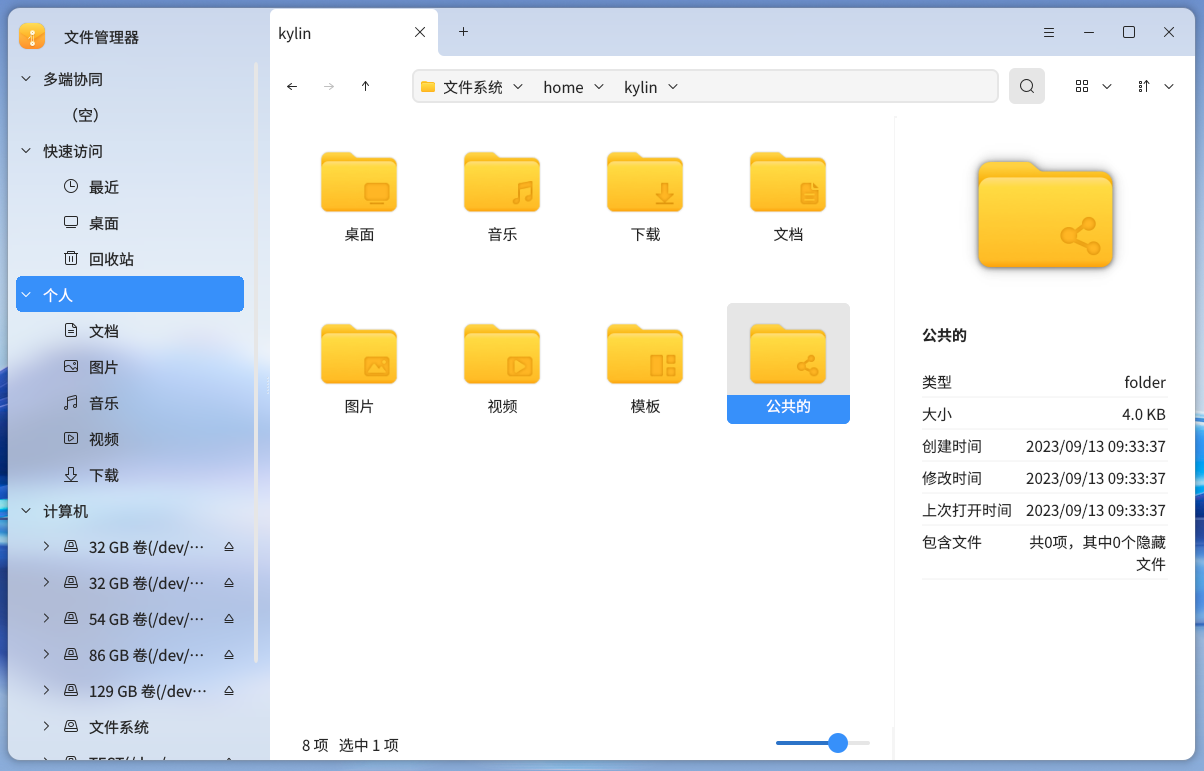 文件管理器
多端协同
（空）
快速访问
最近
桌面
回收站
个人
文档
图片
音乐
视频
下载
计算机
32 GB 卷(/dev/···
32 GB 卷(/dev/···
54 GB 卷(/dev/···
86 GB 卷(/dev/···
129 GB 卷(/dev···
文件系统
kylin
文件系统 home kylin
桌面 音乐 下载 文档
图片 视频 模板 公共的
8 项 选中 1 项
公共的
类型 folder
大小 4.0 KB
创建时间 2023/09/13 09:33:37
修改时间 2023/09/13 09:33:37
上次打开时间 2023/09/13 09:33:37
包含文件 共0项，其中0个隐藏
文件